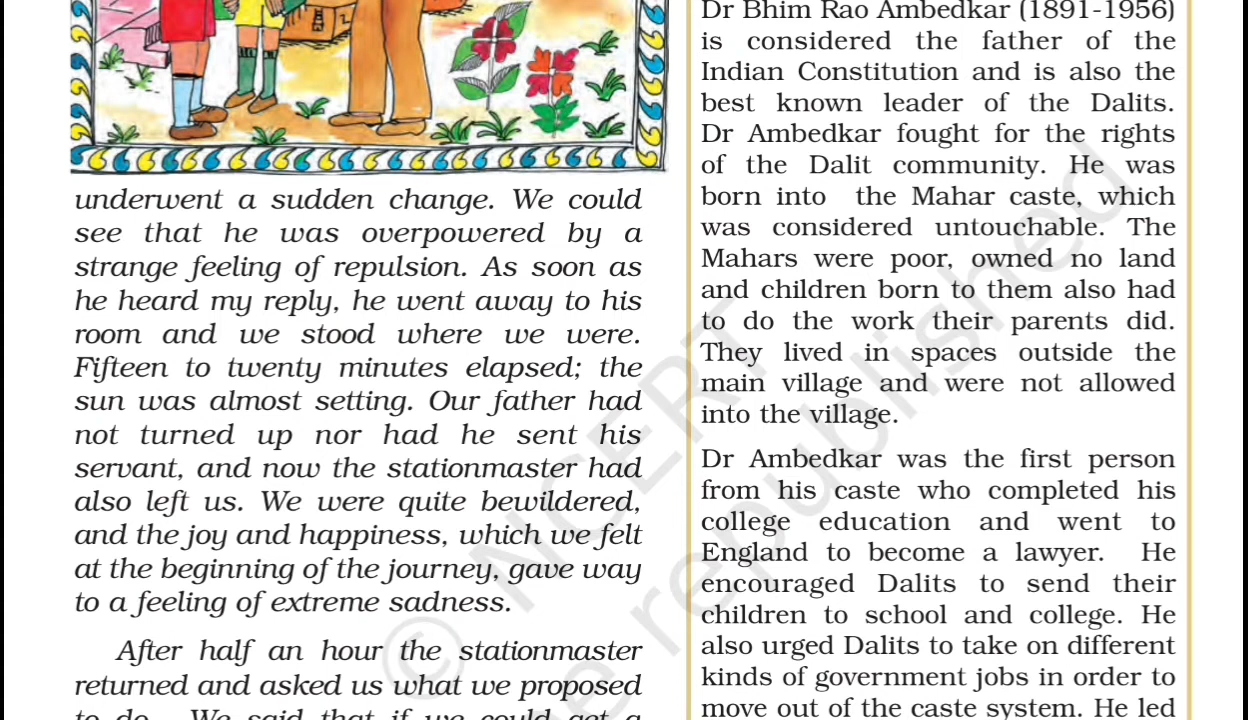 underwent a sudden change. We could
see that he was overpowered by a
strange feeling of repulsion. As soon as
he heard my reply, he went away to his
room and we stood where we were.
Fifteen to twenty minutes elapsed; the
sun was almost setting. Our father had
not turned up nor had he sent his
servant, and now the stationmaster had
also left us. We were quite bewildered,
and the joy and happiness, which we felt
at the beginning of the journey, gave way
to a feeling of extreme sadness.
After half an hour the stationmaster
returned and asked us what we proposed
to do. We said that if we could get a
Dr Bhim Rao Ambedkar (1891-1956)
is considered the father of the
Indian Constitution and is also the
best known leader of the Dalits.
Dr Ambedkar fought for the rights
of the Dalit community. He was
born into the Mahar caste, which
was considered untouchable. The
Mahars were poor, owned no land
and children born to them also had
to do the work their parents did.
They lived in spaces outside the
main village and were not allowed
into the village.
Dr Ambedkar was the first person
from his caste who completed his
college education and went to
England to become a lawyer. He
encouraged Dalits to send their
children to school and college. He
also urged Dalits to take on different
kinds of government jobs in order to
move out of the caste system. He led
© NCERT
be republished